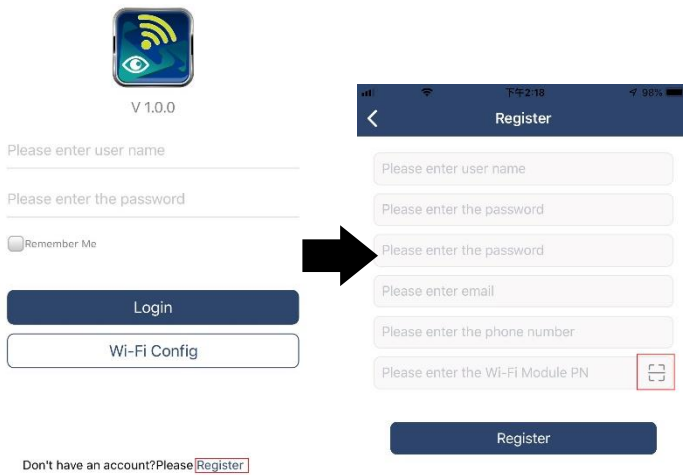 V 1.0.0
Please enter user name
Please enter the password
Remember Me
Login
Wi-Fi Config
Don't have an account?Please Register
下午2:18
98%
Register
Please enter user name
Please enter the password
Please enter the password
Please enter email
Please enter the phone number
Please enter the Wi-Fi Module PN
Register